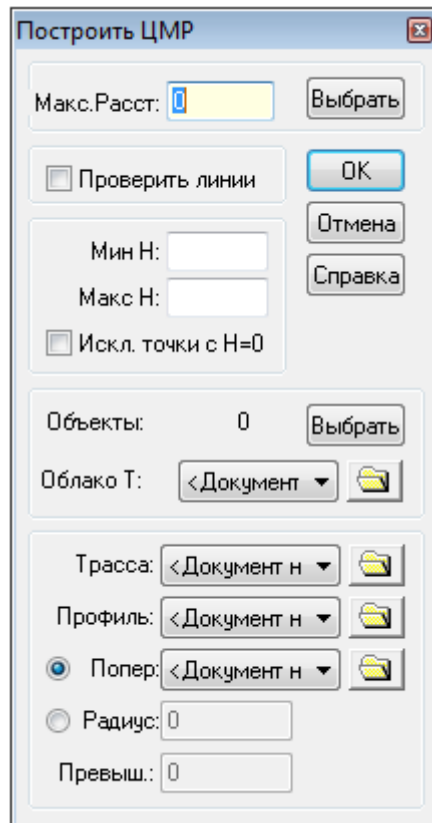 Построить ЦМР
Макс.Расст: 0 Выбрать
Проверить линии OK
Отмена
Мин H:
Справка
Макс H:
Искл. точки с H=0
Объекты: 0 Выбрать
Облако Т: <Документ
Трасса: <Документ н
Профиль: <Документ н
Попер: <Документ н
Радиус: 0
Превыш.: 0